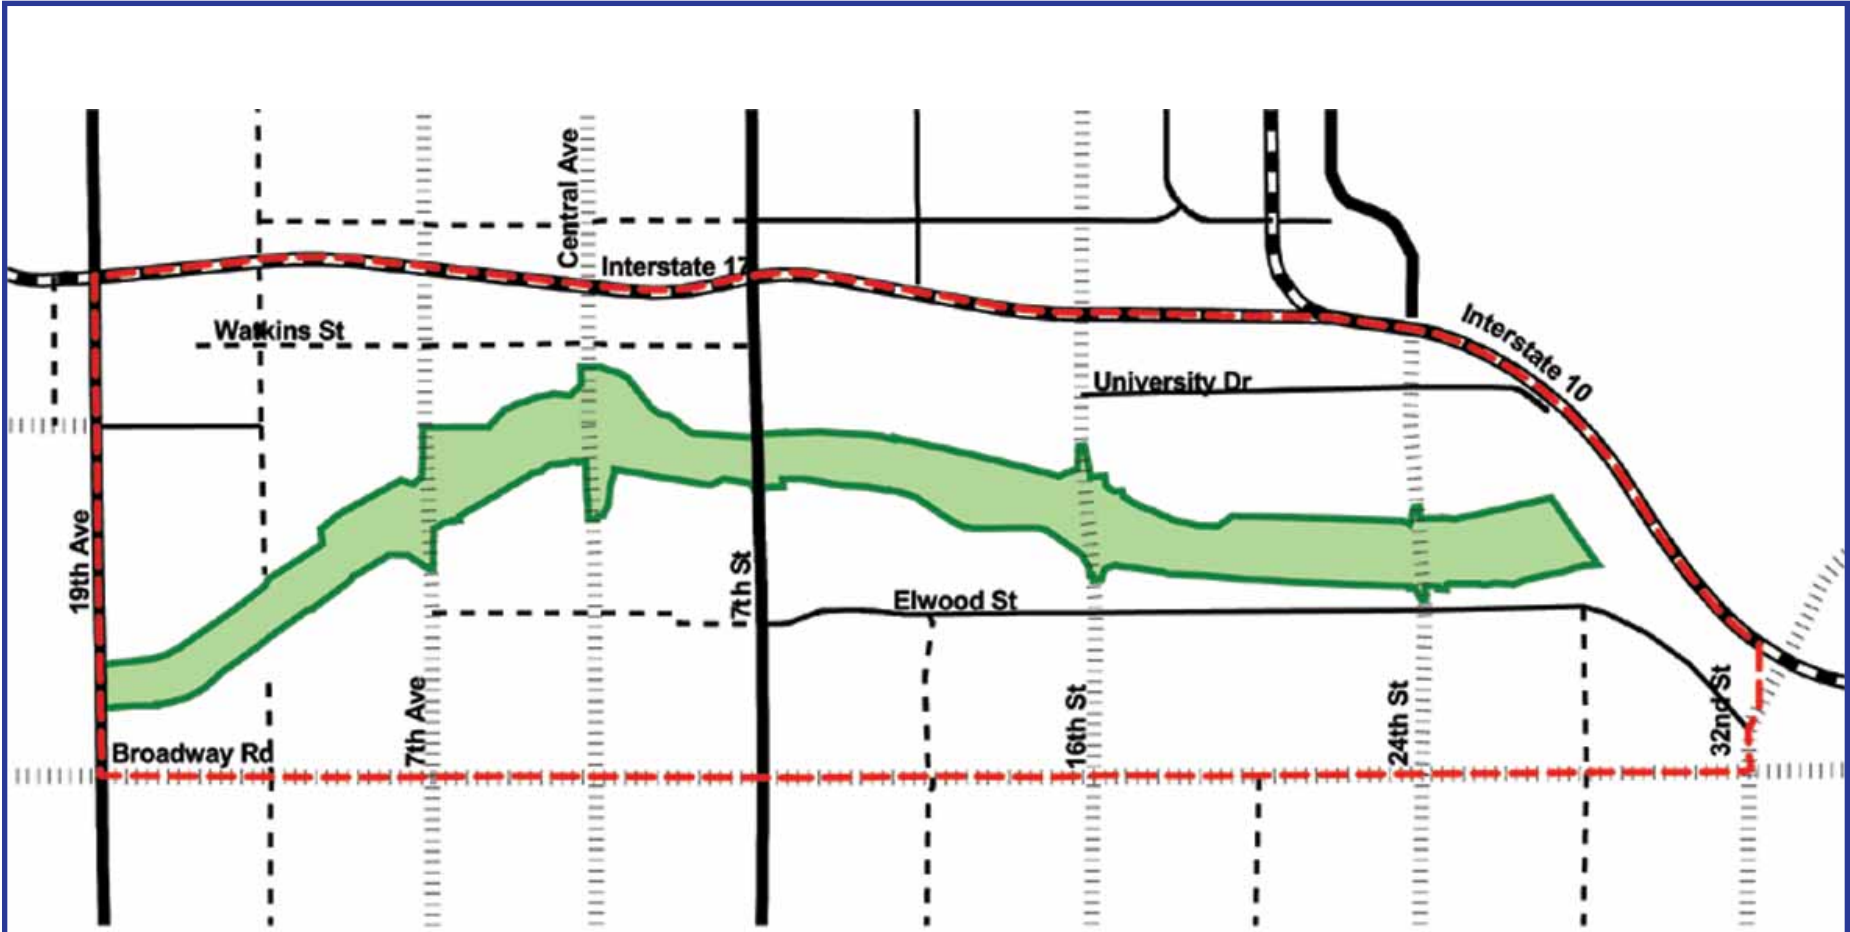 Central Ave
Interstate 17
Watkins St
Interstate 10
University Dr
19th Ave
7th St
Elwood St
7th Ave
16th St
24th St
32nd St
Broadway Rd